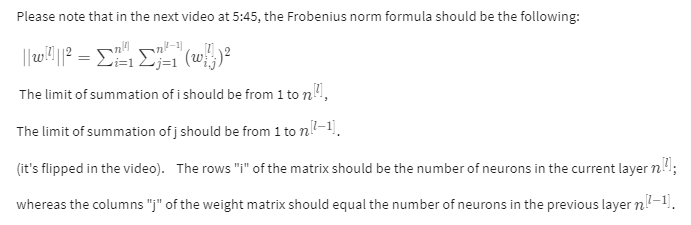 Please note that in the next video at 5:45, the Frobenius norm formula should be the following:
||w^{[l]}||^2 = \sum_{i=1}^{n^{[l]}} \sum_{j=1}^{n^{[l-1]}} (w_{i,j}^{[l]})^2
The limit of summation of i should be from 1 to n^{[l]},
The limit of summation of j should be from 1 to n^{[l-1]}.
(it's flipped in the video). The rows "i" of the matrix should be the number of neurons in the current layer n^{[l]};
whereas the columns "j" of the weight matrix should equal the number of neurons in the previous layer n^{[l-1]}.